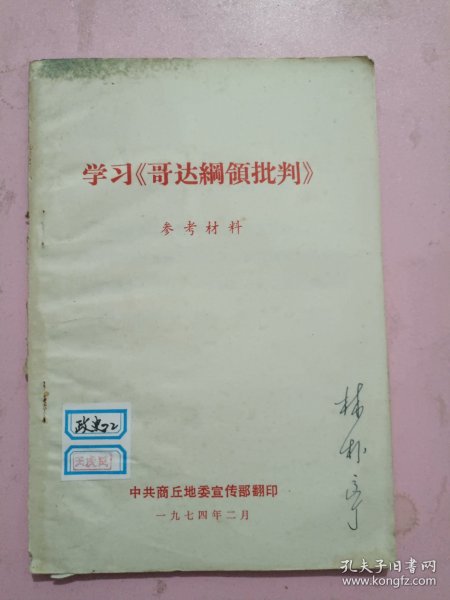 学习《哥达綱領批判》
参考材料
政史22
中共商丘地委宣传部翻印
一九七四年二月
孔夫子旧书网
www.kongfz.com